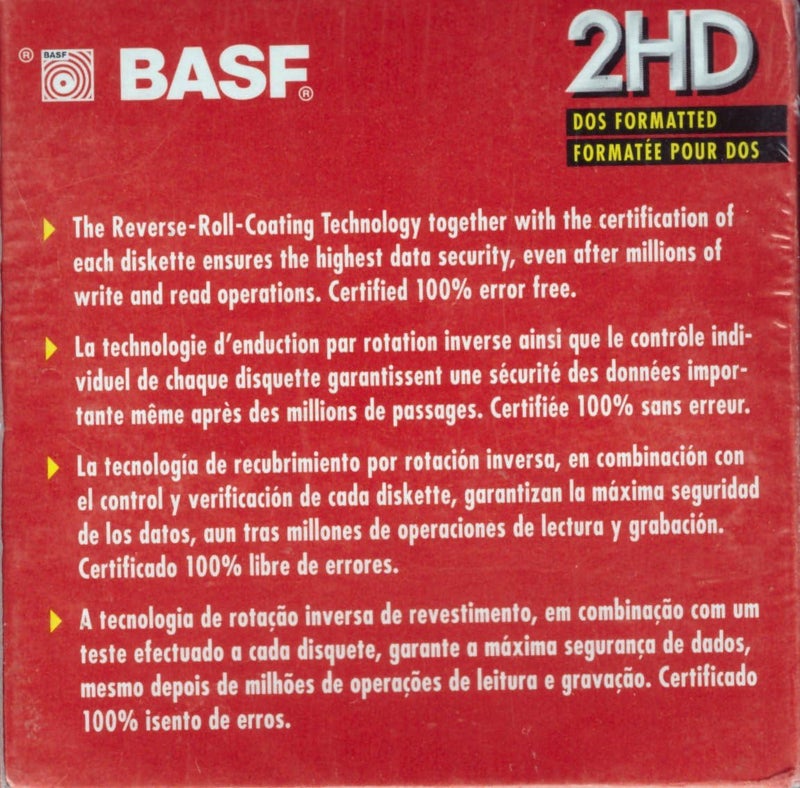 ® BASF BASF®
2HD
DOS FORMATTED
FORMATÉE POUR DOS
The Reverse-Roll-Coating Technology together with the certification of
each diskette ensures the highest data security, even after millions of
write and read operations. Certified 100% error free.
La technologie d'enduction par rotation inverse ainsi que le contrôle indi-
viduel de chaque disquette garantissent une sécurité des données impor-
tante même après des millions de passages. Certifiée 100% sans erreur.
La tecnología de recubrimiento por rotación inversa, en combinación con
el control y verificación de cada diskette, garantizan la máxima seguridad
de los datos, aun tras millones de operaciones de lectura y grabación.
Certificado 100% libre de errores.
A tecnologia de rotação inversa de revestimento, em combinação com um
teste efectuado a cada disquete, garante a máxima segurança de dados,
mesmo depois de milhões de operações de leitura e gravação. Certificado
100% isento de erros.